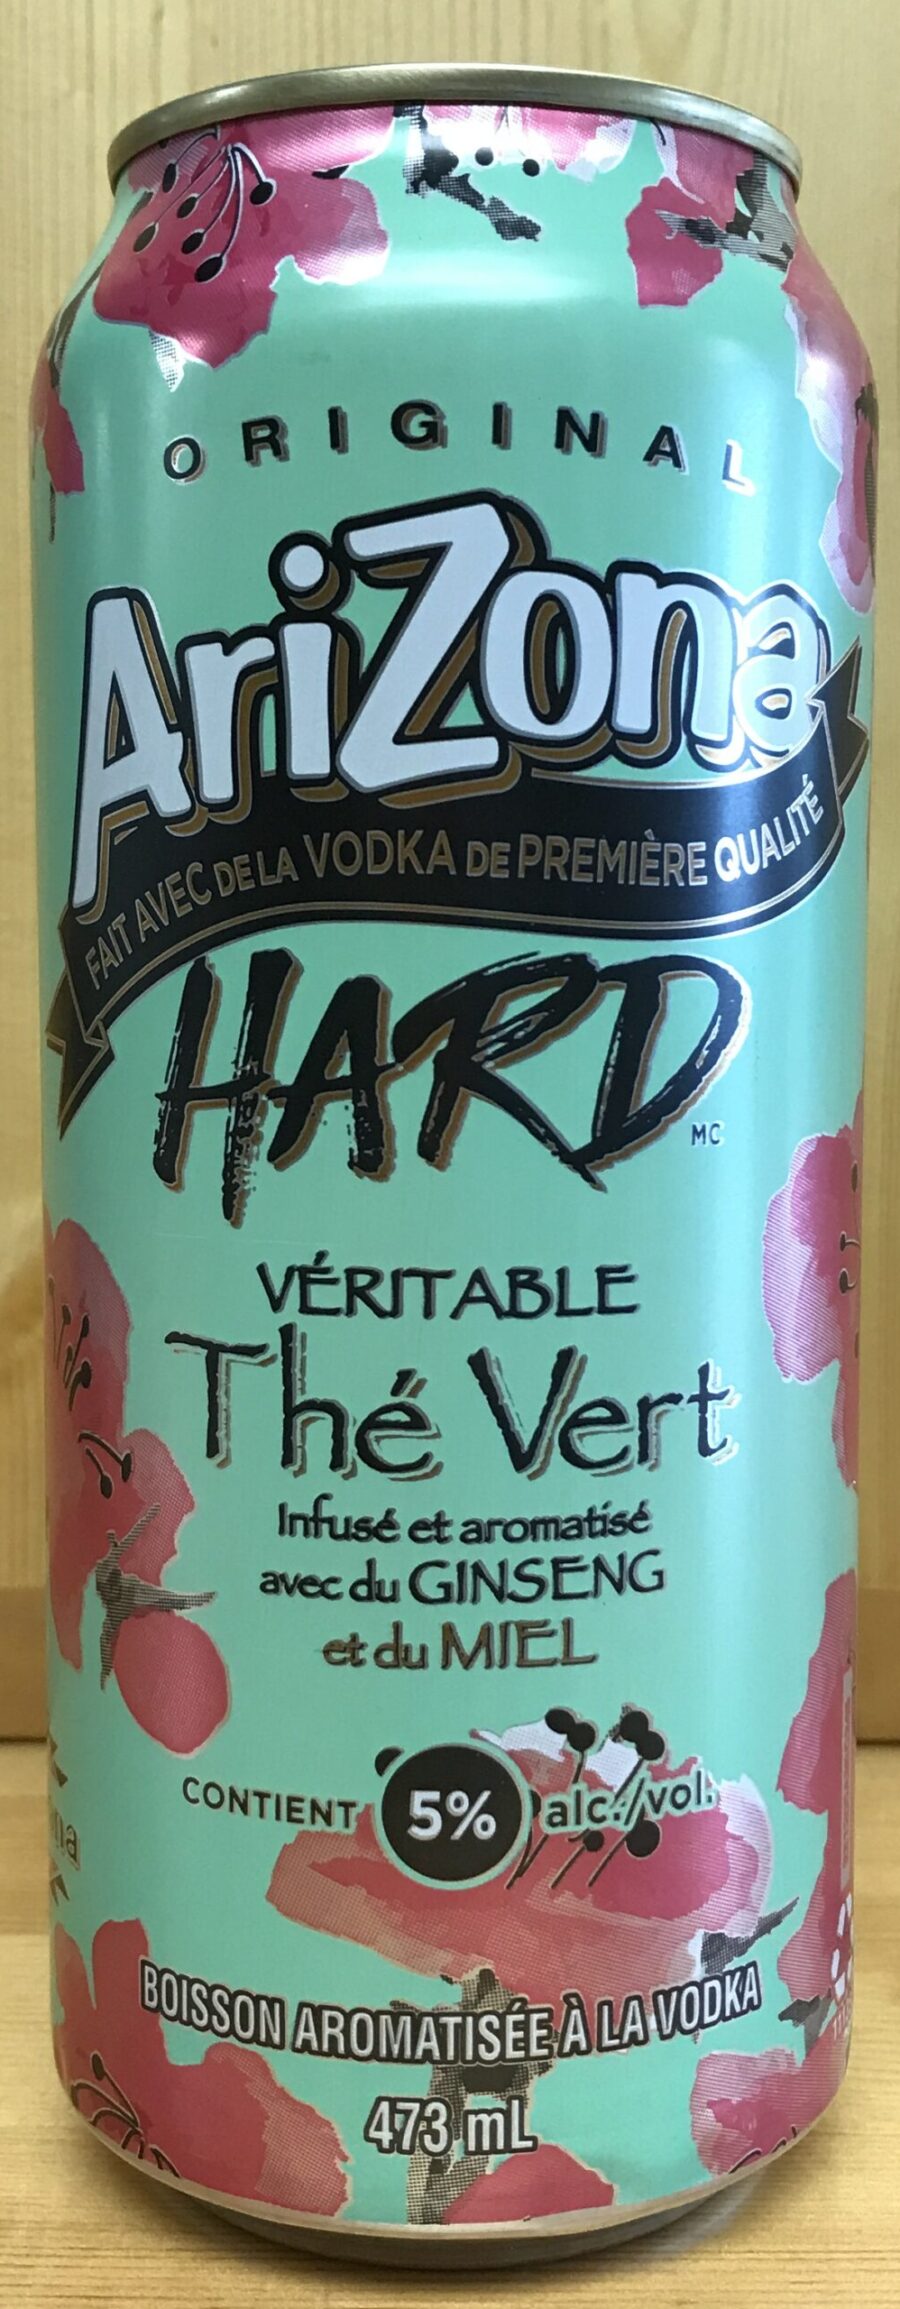 ORIGINAL
AriZona
FAIT AVEC DE LA VODKA DE PREMIÈRE QUALITÉ
HARD
MC
VÉRITABLE
Thé Vert
Infusé et aromatisé
avec du GINSENG
et du MIEL
CONTIENT 5% alc./vol.
BOISSON AROMATISÉE À LA VODKA
473 mL